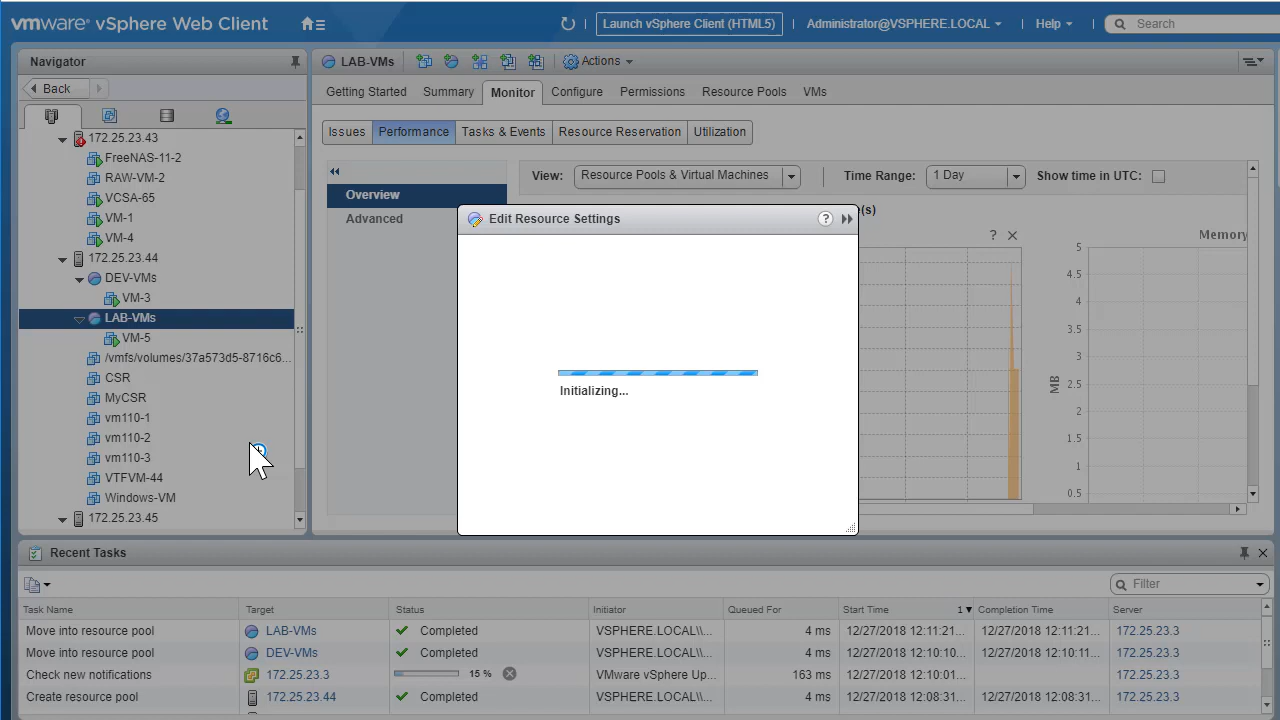 vmware vSphere Web Client
Launch vSphere Client (HTML5)
Administrator@VSPHERE.LOCAL
Help
Search
Navigator
Back
172.25.23.43
FreeNAS-11-2
RAW-VM-2
VCSA-65
VM-1
VM-4
172.25.23.44
DEV-VMs
VM-3
LAB-VMs
VM-5
/vmfs/volumes/37a573d5-8716c6...
CSR
MyCSR
vm110-1
vm110-2
vm110-3
VTFVM-44
Windows-VM
172.25.23.45
LAB-VMs
Actions
Getting Started Summary Monitor Configure Permissions Resource Pools VMs
Issues Performance Tasks & Events Resource Reservation Utilization
Overview
Advanced
View: Resource Pools & Virtual Machines Time Range: 1 Day Show time in UTC:
e(s)
? 
Memory
5
4.5
4
3.5
3
2.5
2
1.5
1
0.5
MB
Edit Resource Settings
?
Initializing...
Recent Tasks
Filter
Task Name Target Status Initiator Queued For Start Time 1 Completion Time Server
Move into resource pool LAB-VMs Completed VSPHERE.LOCAL\\... 4 ms 12/27/2018 12:11:21... 12/27/2018 12:11:21... 172.25.23.3
Move into resource pool DEV-VMs Completed VSPHERE.LOCAL\\... 4 ms 12/27/2018 12:10:10... 12/27/2018 12:10:11... 172.25.23.3
Check new notifications 172.25.23.3 15 % VMware vSphere Up... 163 ms 12/27/2018 12:10:01... 172.25.23.3
Create resource pool 172.25.23.44 Completed VSPHERE.LOCAL\\... 4 ms 12/27/2018 12:08:31... 12/27/2018 12:08:31... 172.25.23.3